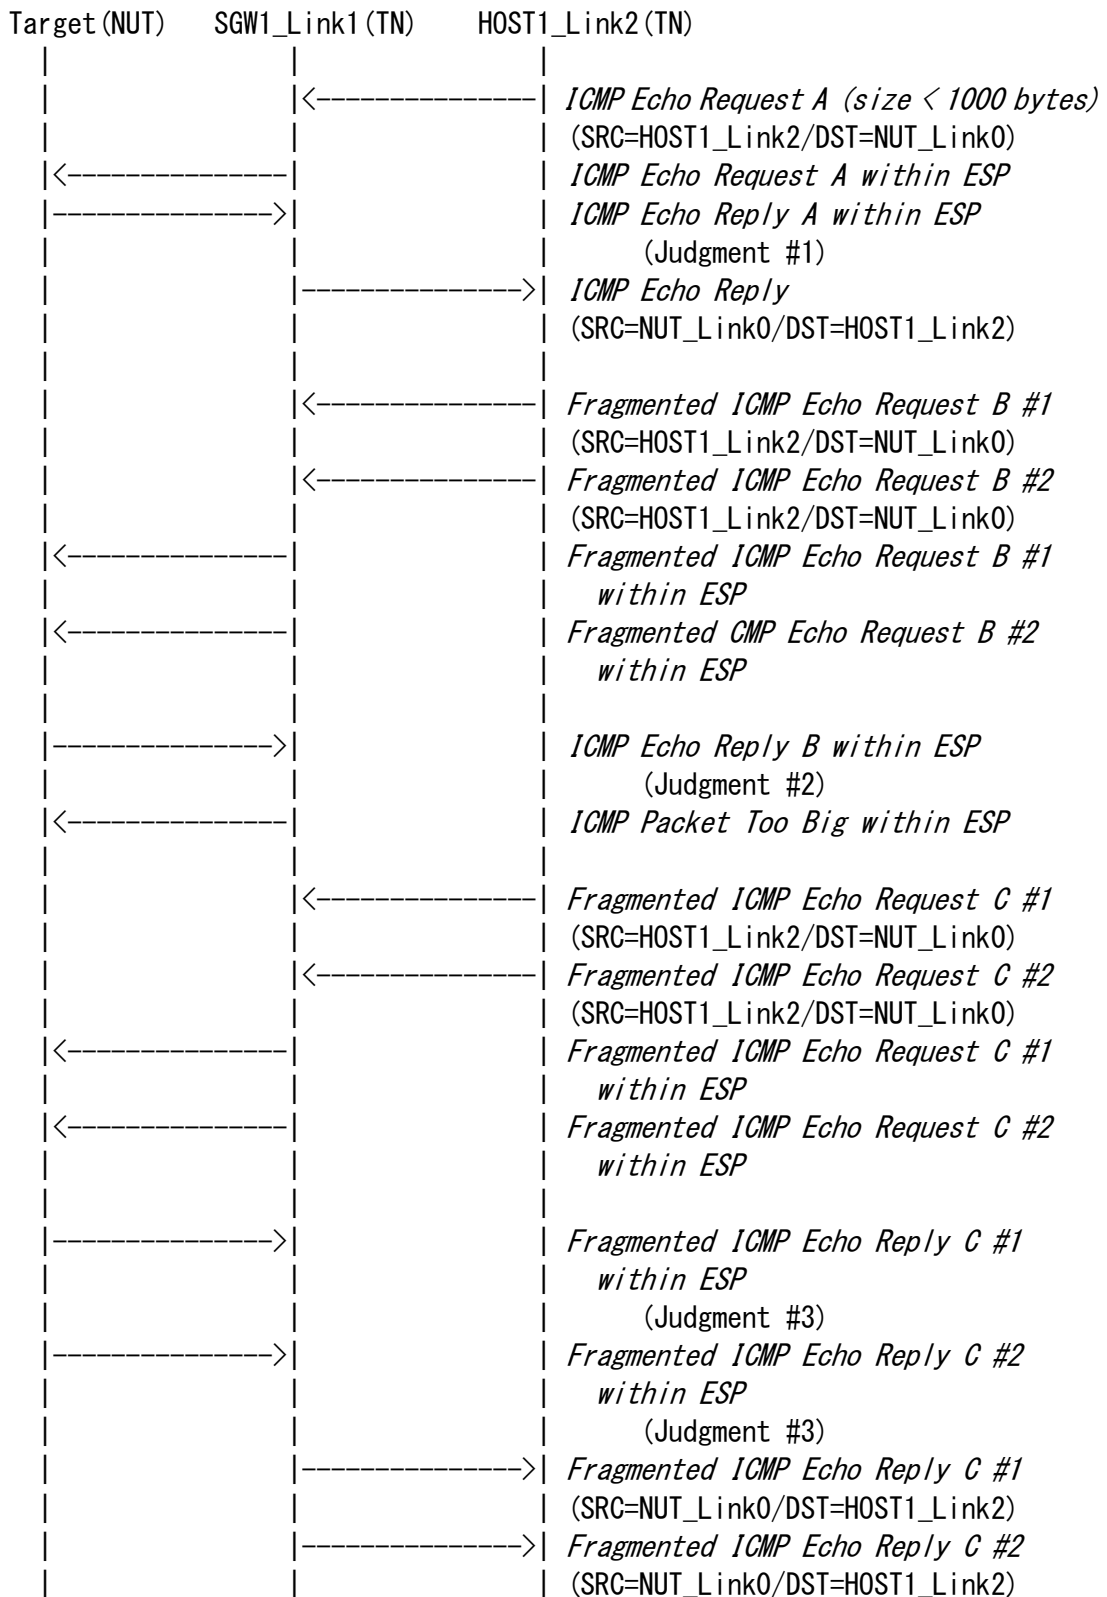 Target(NUT)   SGW1_Link1(TN)    HOST1_Link2(TN)
  |                |                |
  |                |<---------------| ICMP Echo Request A (size < 1000 bytes)
  |                |                | (SRC=HOST1_Link2/DST=NUT_Link0)
  |<---------------|                | ICMP Echo Request A within ESP
  |--------------->|                | ICMP Echo Reply A within ESP
  |                |                |     (Judgment #1)
  |                |--------------->| ICMP Echo Reply
  |                |                | (SRC=NUT_Link0/DST=HOST1_Link2)
  |                |                |
  |                |<---------------| Fragmented ICMP Echo Request B #1
  |                |                | (SRC=HOST1_Link2/DST=NUT_Link0)
  |                |<---------------| Fragmented ICMP Echo Request B #2
  |                |                | (SRC=HOST1_Link2/DST=NUT_Link0)
  |<---------------|                | Fragmented ICMP Echo Request B #1
  |                |                |   within ESP
  |<---------------|                | Fragmented CMP Echo Request B #2
  |                |                |   within ESP
  |                |                |
  |--------------->|                | ICMP Echo Reply B within ESP
  |                |                |     (Judgment #2)
  |<---------------|                | ICMP Packet Too Big within ESP
  |                |                |
  |                |<---------------| Fragmented ICMP Echo Request C #1
  |                |                | (SRC=HOST1_Link2/DST=NUT_Link0)
  |                |<---------------| Fragmented ICMP Echo Request C #2
  |                |                | (SRC=HOST1_Link2/DST=NUT_Link0)
  |<---------------|                | Fragmented ICMP Echo Request C #1
  |                |                |   within ESP
  |<---------------|                | Fragmented ICMP Echo Request C #2
  |                |                |   within ESP
  |                |                |
  |--------------->|                | Fragmented ICMP Echo Reply C #1
  |                |                |   within ESP
  |                |                |     (Judgment #3)
  |--------------->|                | Fragmented ICMP Echo Reply C #2
  |                |                |   within ESP
  |                |                |     (Judgment #3)
  |                |--------------->| Fragmented ICMP Echo Reply C #1
  |                |                | (SRC=NUT_Link0/DST=HOST1_Link2)
  |                |--------------->| Fragmented ICMP Echo Reply C #2
  |                |                | (SRC=NUT_Link0/DST=HOST1_Link2)